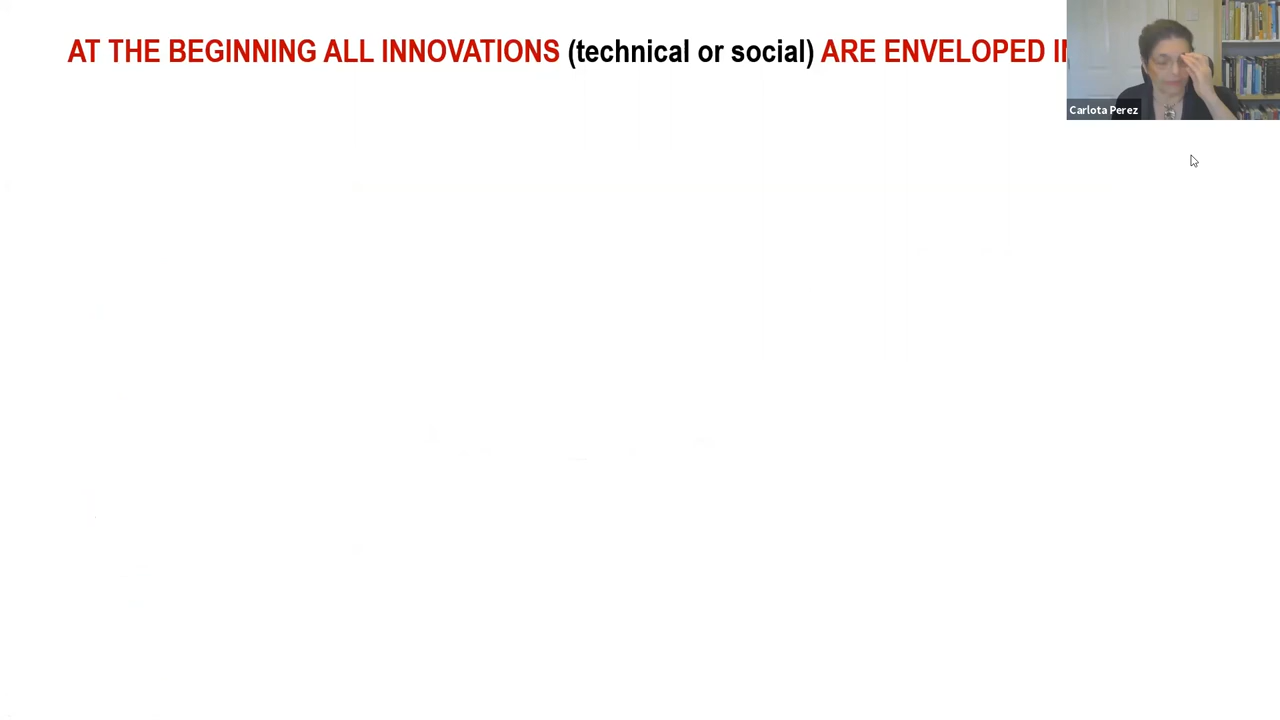 AT THE BEGINNING ALL INNOVATIONS (technical or social) ARE ENVELOPED
Carlota Perez